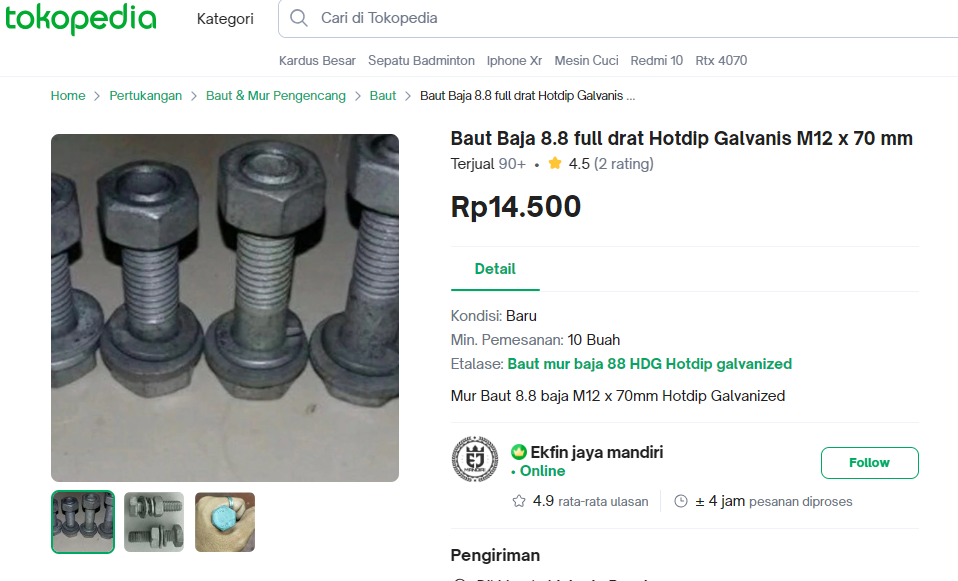 tokopedia
Kategori
Cari di Tokopedia
Kardus Besar Sepatu Badminton Iphone Xr Mesin Cuci Redmi 10 Rtx 4070
Home > Pertukangan > Baut & Mur Pengencang > Baut > Baut Baja 8.8 full drat Hotdip Galvanis ...
Baut Baja 8.8 full drat Hotdip Galvanis M12 x 70 mm
Terjual 90+ • 4.5 (2 rating)
Rp14.500
Detail
Kondisi: Baru
Min. Pemesanan: 10 Buah
Etalase: Baut mur baja 88 HDG Hotdip galvanized
Mur Baut 8.8 baja M12 x 70mm Hotdip Galvanized
EJ
MANDIRI
Ekfin jaya mandiri
• Online
Follow
4.9 rata-rata ulasan
± 4 jam pesanan diproses
Pengiriman